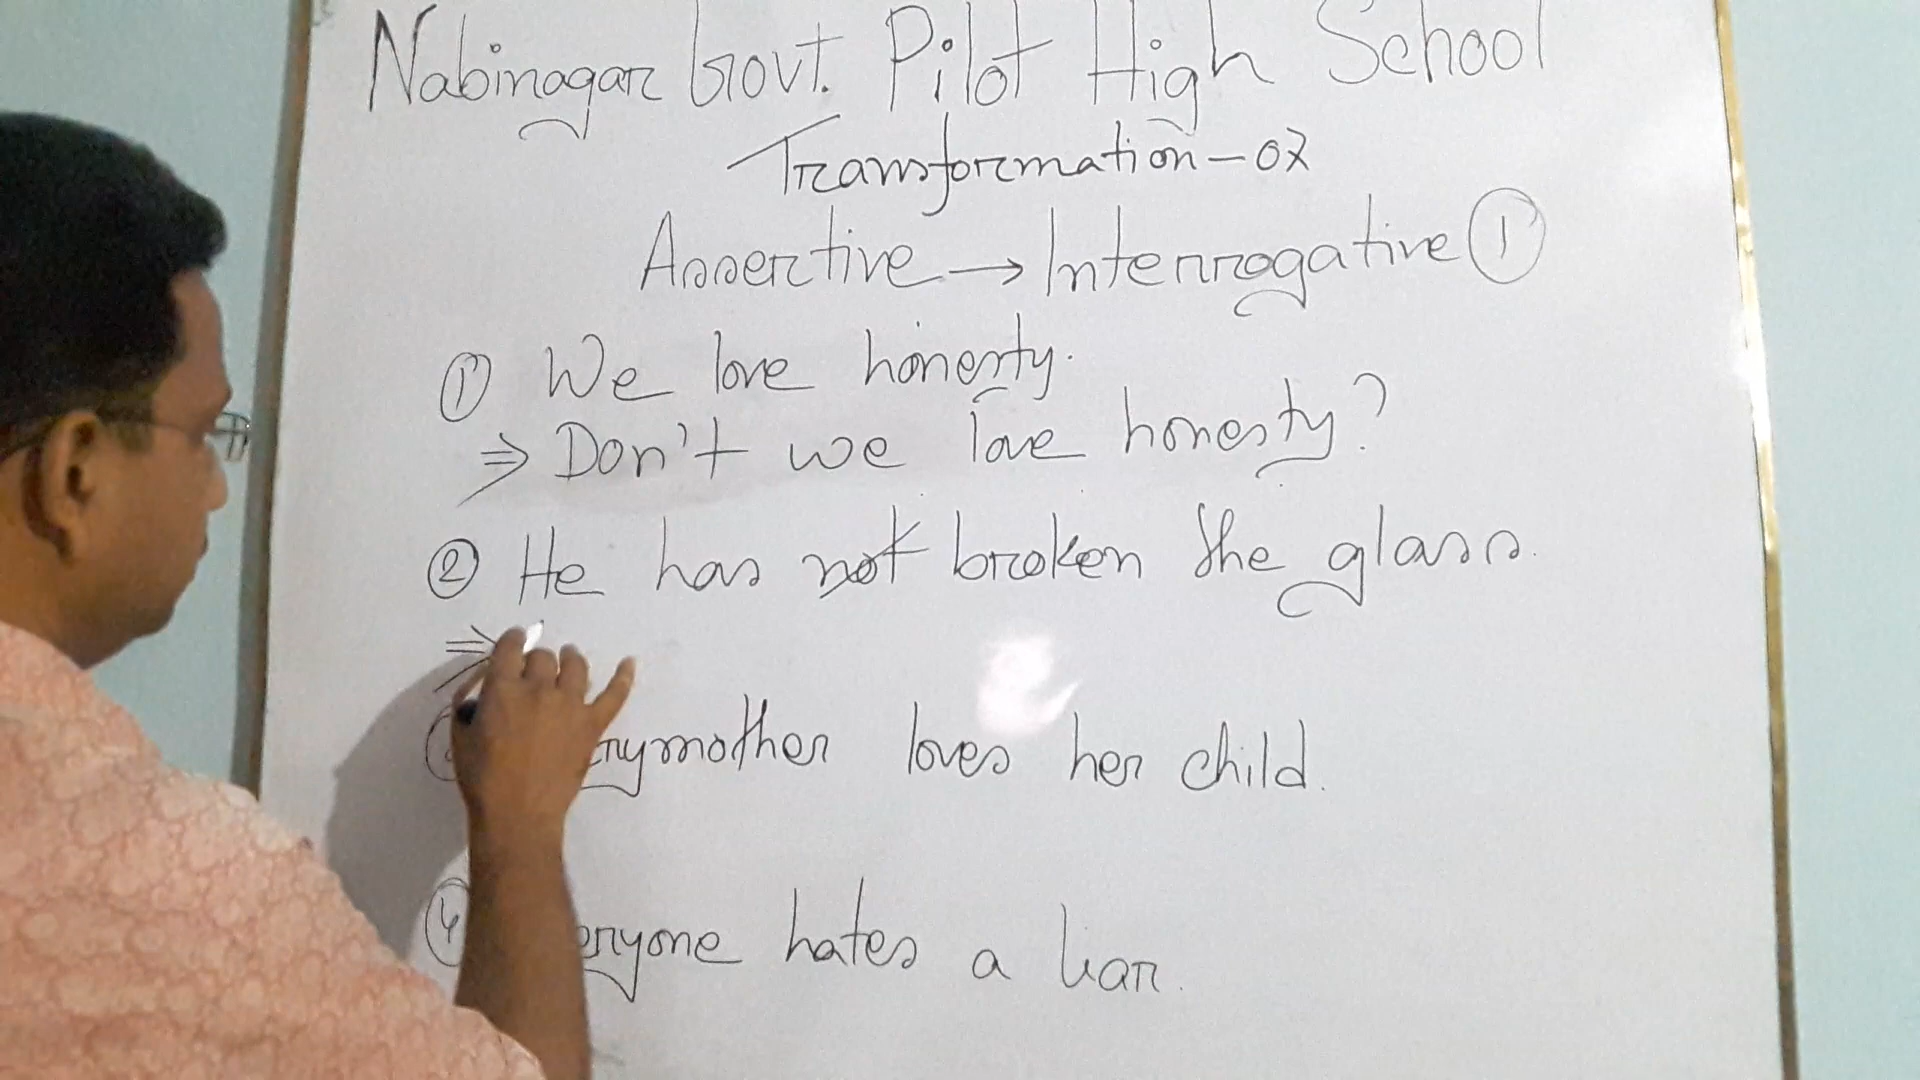 Nabinagar Govt. Pilot High School
Transformation-02
Assertive → Interrogative ①
① We love honesty.
⇒ Don't we love honesty?
② He has not broken the glass.
⇒
mother loves her child.
④ hates a liar.